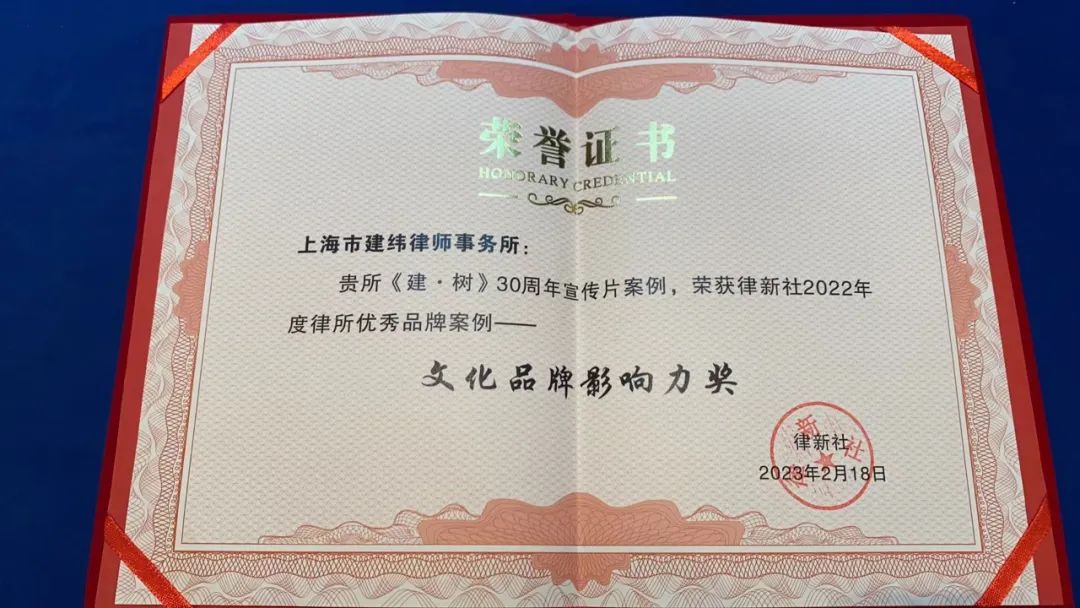 荣誉证书
HONORARY CREDENTIAL
上海市建纬律师事务所：
贵所《建·树》30周年宣传片案例，荣获律新社2022年
度律所优秀品牌案例——
文化品牌影响力奖
律新社
律新社
2023年2月18日